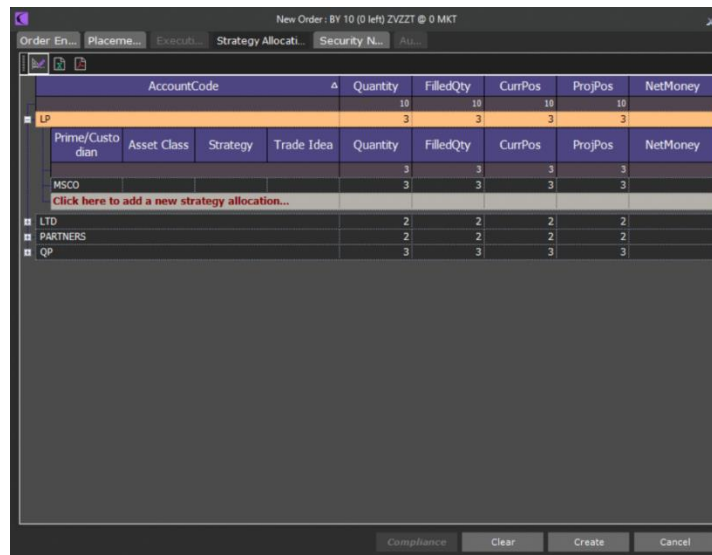 New Order : BY 10 (0 left) ZVZZT @ 0 MKT
Order En... Placeme... Executi... Strategy Allocati... Security N... Au...
AccountCode Quantity FilledQty CurrPos ProjPos NetMoney
10 10 10 10
LP 3 3 3 3
Prime/Custo
dian Asset Class Strategy Trade Idea Quantity FilledQty CurrPos ProjPos NetMoney
3 3 3 3
MSCO 3 3 3 3
Click here to add a new strategy allocation...
LTD 2 2 2 2
PARTNERS 2 2 2 2
QP 3 3 3 3
Compliance Clear Create Cancel